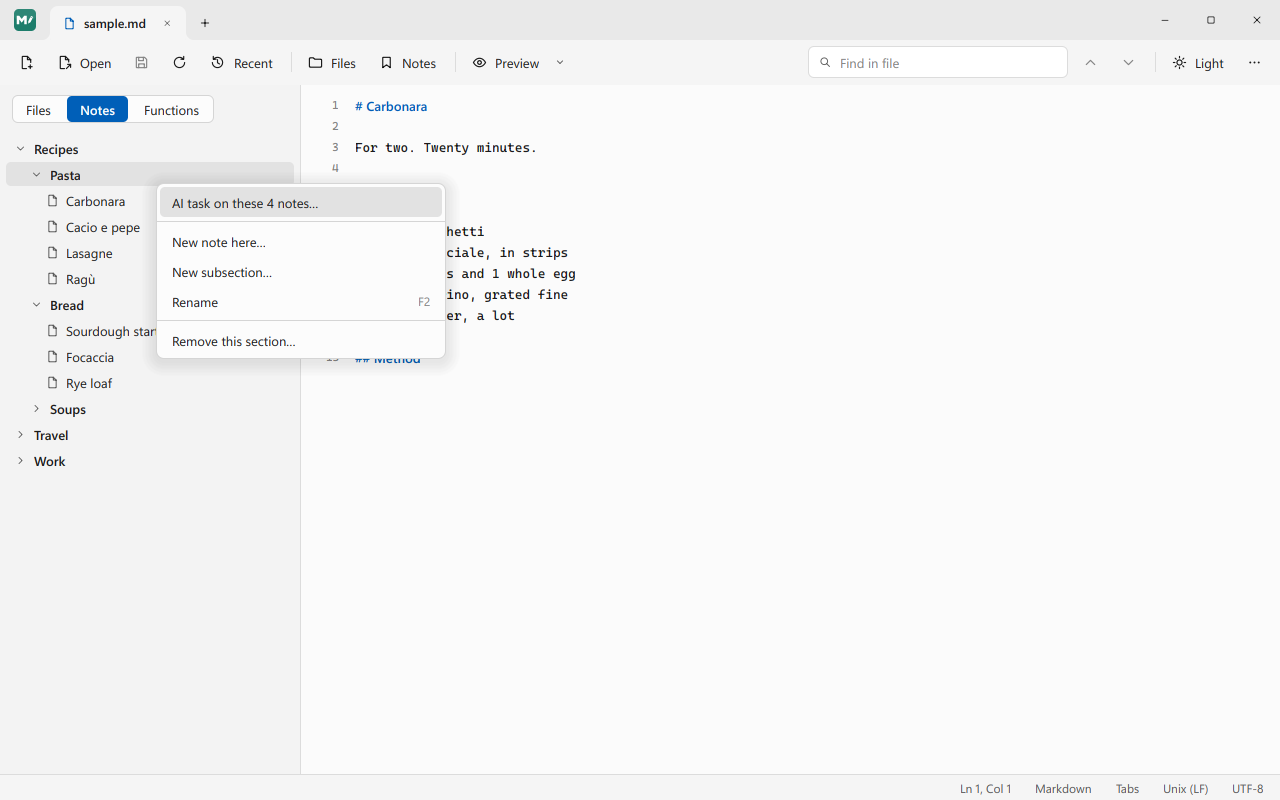 sample.md
Open
Recent
Files
Notes
Preview
Find in file
Light
Files
Notes
Functions
Recipes
Pasta
Carbonara
Cacio e pepe
Lasagne
Ragù
Bread
Sourdough
Focaccia
Rye loaf
Soups
Travel
Work
AI task on these 4 notes...
New note here...
New subsection...
Rename F2
Remove this section...
1 # Carbonara
2
3 For two. Twenty minutes.
4
hetti
ciale, in strips
s and 1 whole egg
ino, grated fine
er, a lot
## Method
Ln 1, Col 1
Markdown
Tabs
Unix (LF)
UTF-8